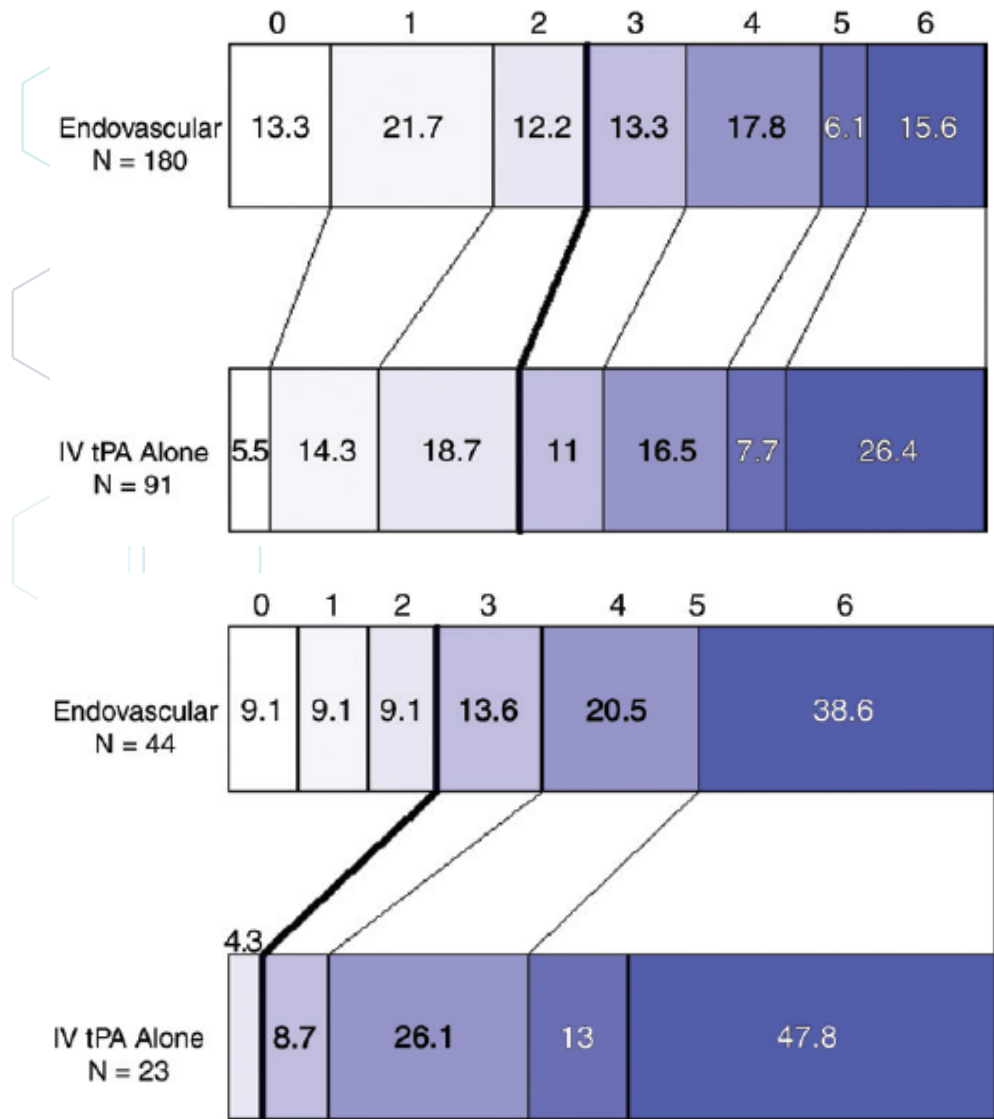 0 1 2 3 4 5 6
Endovascular
N = 180
13.3 21.7 12.2 13.3 17.8 6.1 15.6
IV tPA Alone
N = 91
5.5 14.3 18.7 11 16.5 7.7 26.4
0 1 2 3 4 5 6
Endovascular
N = 44
9.1 9.1 9.1 13.6 20.5 38.6
4.3
IV tPA Alone
N = 23
8.7 26.1 13 47.8